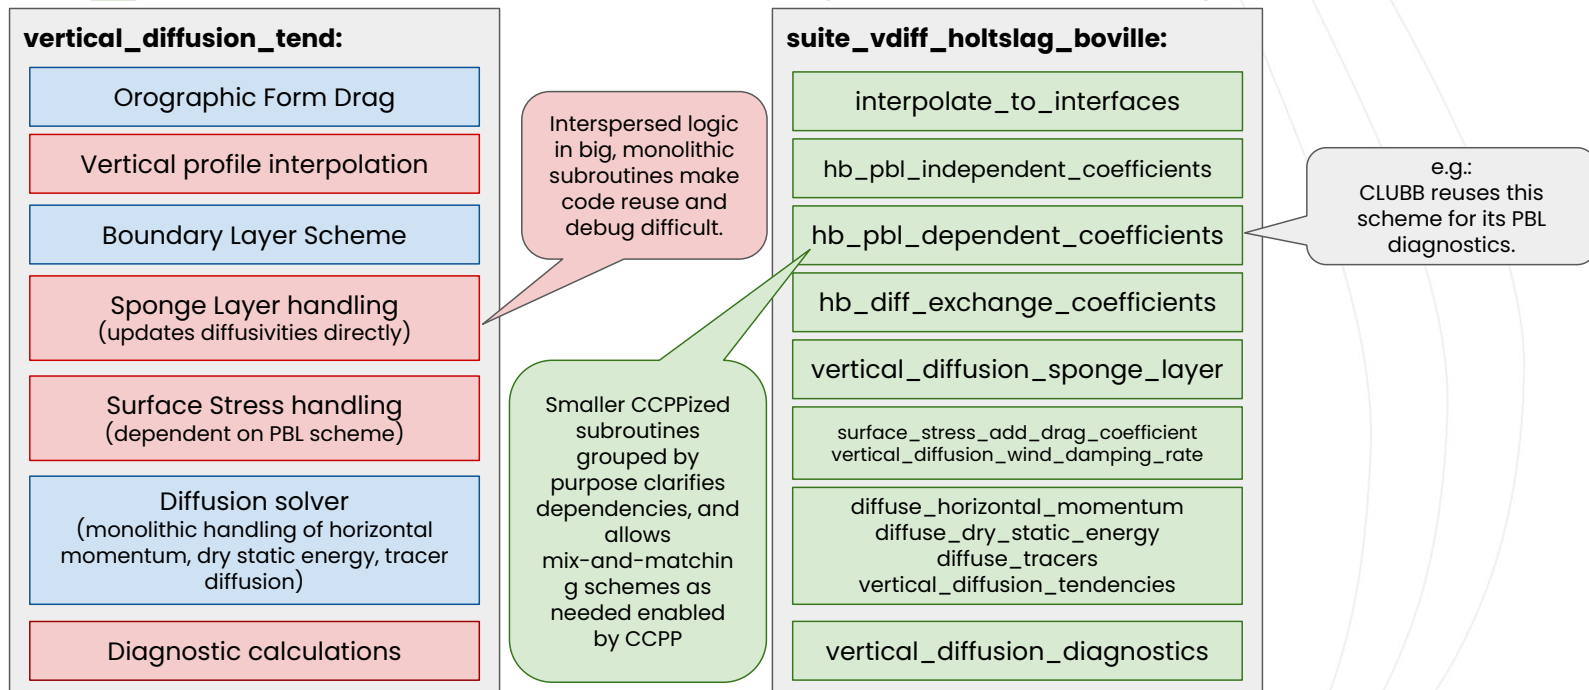 vertical_diffusion_tend:
Orographic Form Drag
Vertical profile interpolation
Boundary Layer Scheme
Sponge Layer handling
(updates diffusivities directly)
Surface Stress handling
(dependent on PBL scheme)
Diffusion solver
(monolithic handling of horizontal
momentum, dry static energy, tracer
diffusion)
Diagnostic calculations
Interspersed logic
in big, monolithic
subroutines make
code reuse and
debug difficult.
Smaller CCPPized
subroutines
grouped by
purpose clarifies
dependencies, and
allows
mix-and-matchin
g schemes as
needed enabled
by CCPP
suite_vdiff_holtslag_boville:
interpolate_to_interfaces
hb_pbl_independent_coefficients
hb_pbl_dependent_coefficients
hb_diff_exchange_coefficients
vertical_diffusion_sponge_layer
surface_stress_add_drag_coefficient
vertical_diffusion_wind_damping_rate
diffuse_horizontal_momentum
diffuse_dry_static_energy
diffuse_tracers
vertical_diffusion_tendencies
vertical_diffusion_diagnostics
e.g.:
CLUBB reuses this
scheme for its PBL
diagnostics.